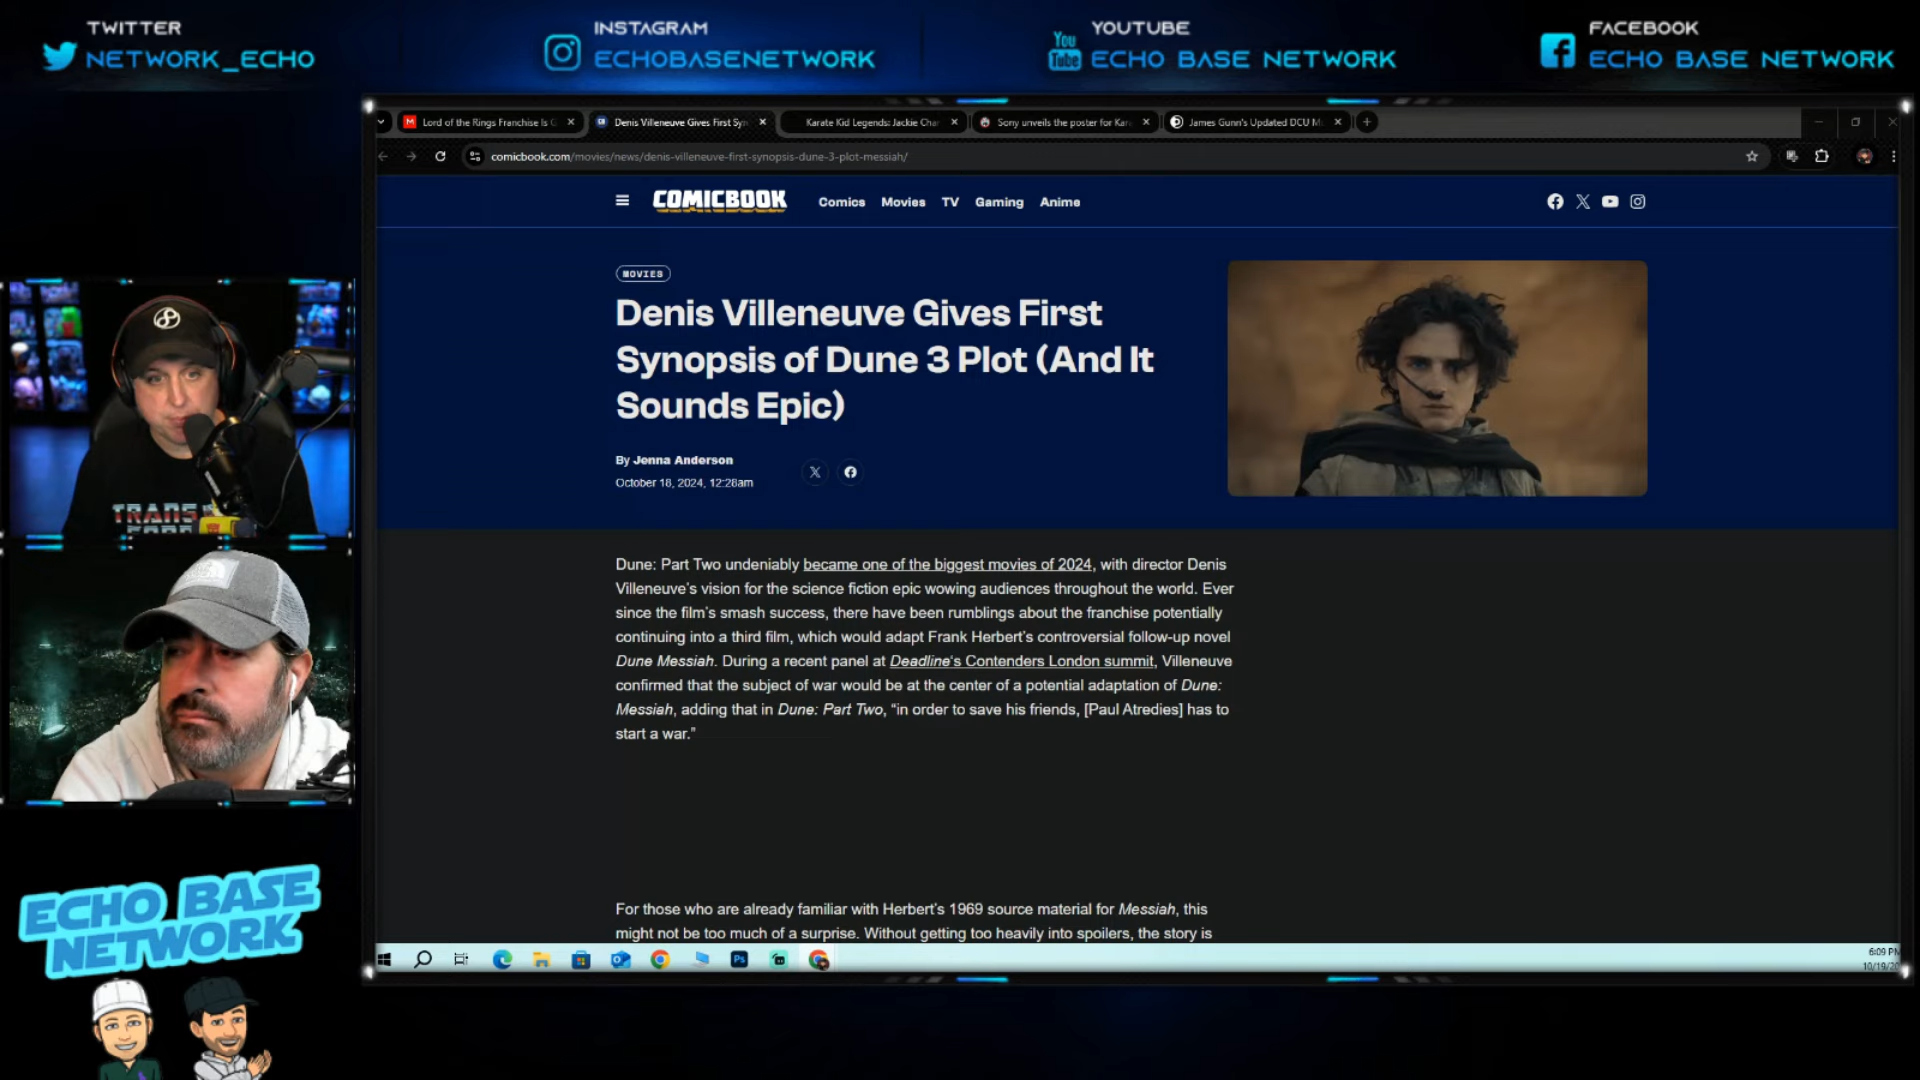 TWITTER
NETWORK_ECHO
INSTAGRAM
ECHOBASENETWORK
You
Tube
YOUTUBE
ECHO BASE NETWORK
FACEBOOK
ECHO BASE NETWORK
Lord of the Rings Franchise Is G
Denis Villeneuve Gives First Syn
Karate Kid Legends: Jackie Chan
Sony unveils the poster for Kar
James Gunn's Updated DCU M
comicbook.com/movies/news/denis-villeneuve-first-synopsis-dune-3-plot-messiah/
COMICBOOK
Comics
Movies
TV
Gaming
Anime
MOVIES
Denis Villeneuve Gives First
Synopsis of Dune 3 Plot (And It
Sounds Epic)
By Jenna Anderson
October 18, 2024, 12:28am
Dune: Part Two undeniably became one of the biggest movies of 2024, with director Denis
Villeneuve's vision for the science fiction epic wowing audiences throughout the world. Ever
since the film's smash success, there have been rumblings about the franchise potentially
continuing into a third film, which would adapt Frank Herbert's controversial follow-up novel
Dune Messiah. During a recent panel at Deadline's Contenders London summit, Villeneuve
confirmed that the subject of war would be at the center of a potential adaptation of Dune:
Messiah, adding that in Dune: Part Two, “in order to save his friends, [Paul Atredies] has to
start a war.”
For those who are already familiar with Herbert's 1969 source material for Messiah, this
might not be too much of a surprise. Without getting too heavily into spoilers, the story is
TRANS
ECHO BASE
NETWORK
Ps
6:09 PM
10/19/20